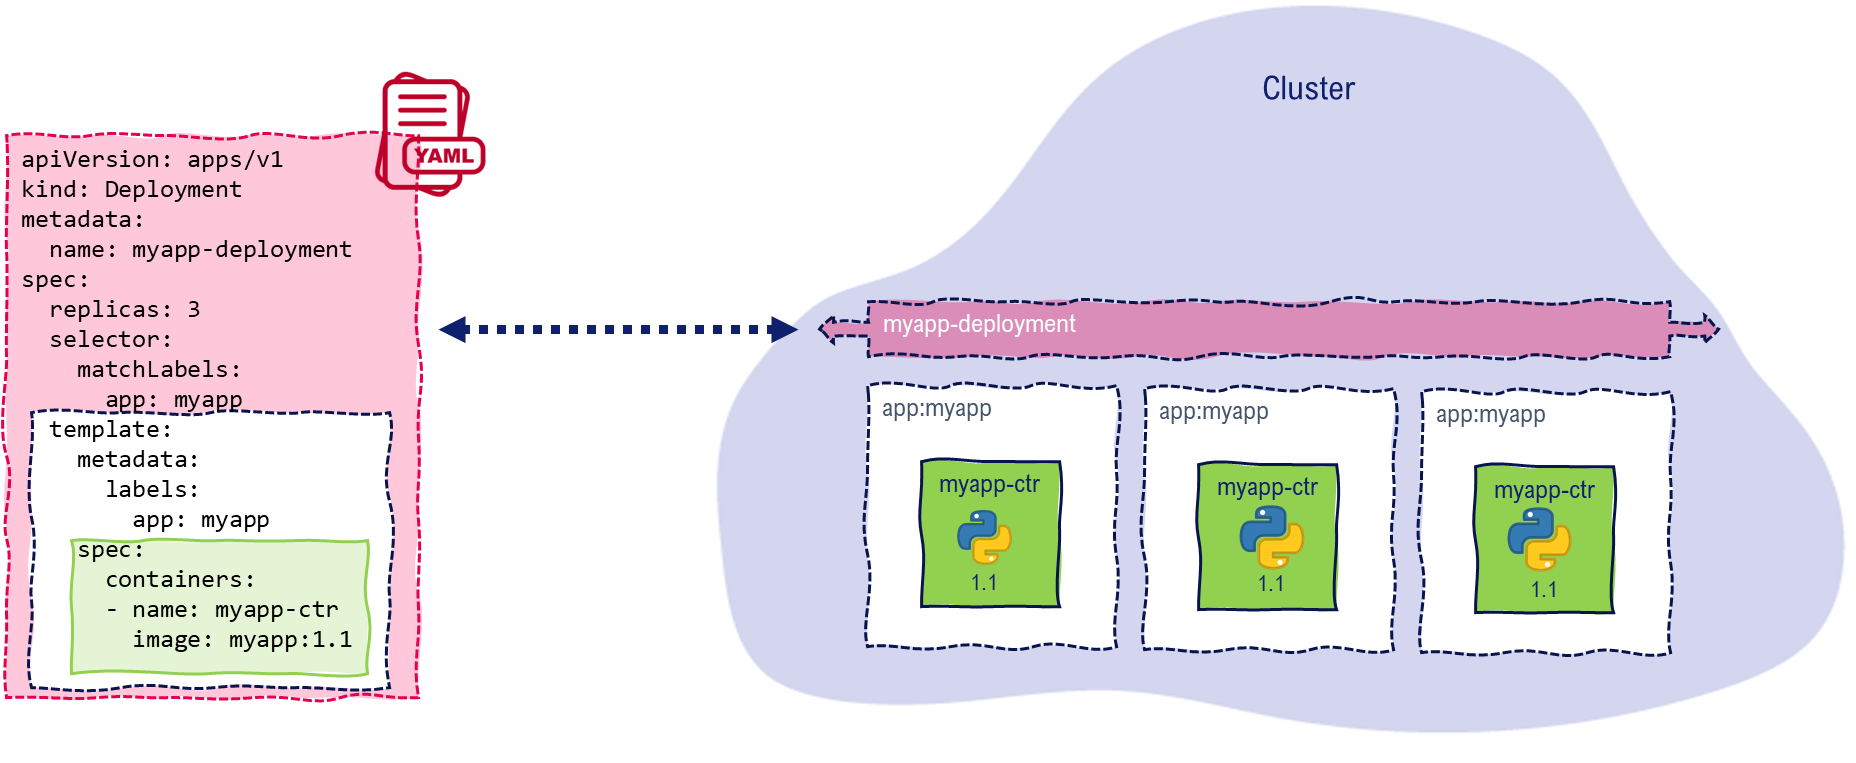 YAML
apiVersion: apps/v1
kind: Deployment
metadata:
  name: myapp-deployment
spec:
  replicas: 3
  selector:
    matchLabels:
      app: myapp
  template:
    metadata:
      labels:
        app: myapp
    spec:
      containers:
      - name: myapp-ctr
        image: myapp:1.1
Cluster
myapp-deployment
app:myapp
myapp-ctr
1.1
app:myapp
myapp-ctr
1.1
app:myapp
myapp-ctr
1.1